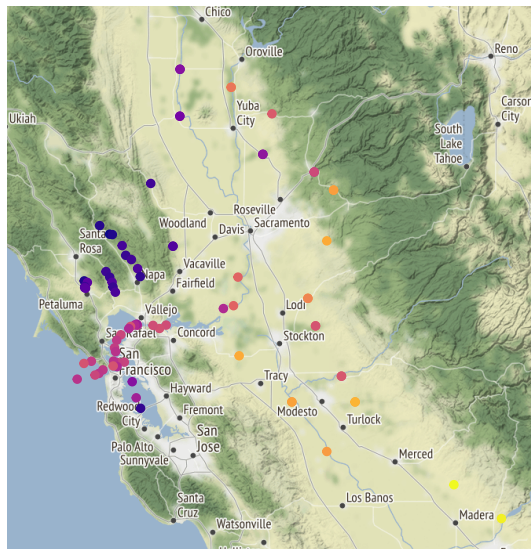 Chico
Oroville
Reno
Carson
City
Ukiah
Yuba
City
South
Lake
Tahoe
Roseville
Woodland
Sacramento
Davis
Santa
Rosa
Vacaville
Napa
Fairfield
Petaluma
Vallejo
Lodi
San Rafael
Concord
Stockton
San
Francisco
Tracy
Hayward
Redwood
City
Fremont
Modesto
Turlock
Palo Alto
San
Jose
Sunnyvale
Merced
Santa
Cruz
Los Banos
Madera
Watsonville